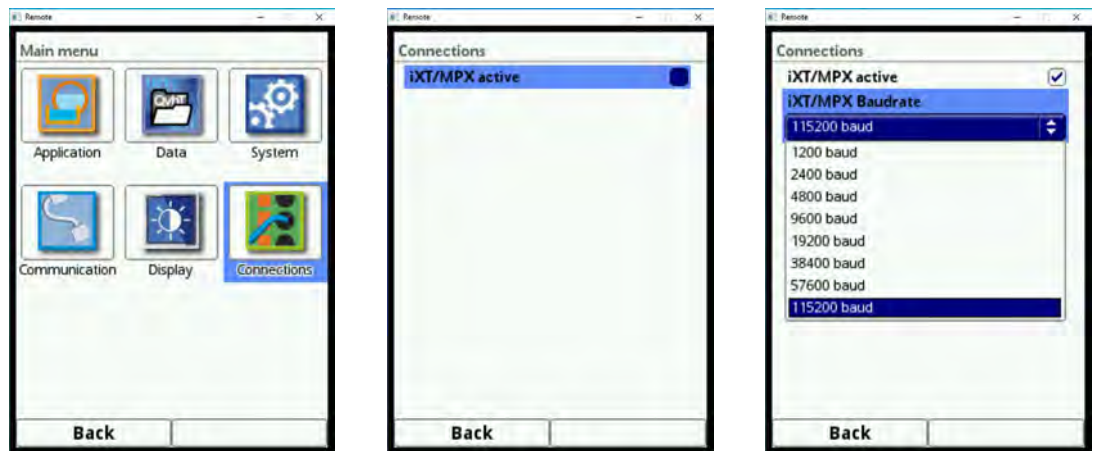 Remote
Main menu
Application
Data
System
Communication
Display
Connections
Back
Remote
Connections
iXT/MPX active
Back
Remote
Connections
iXT/MPX active
iXT/MPX Baudrate
115200 baud
1200 baud
2400 baud
4800 baud
9600 baud
19200 baud
38400 baud
57600 baud
115200 baud
Back